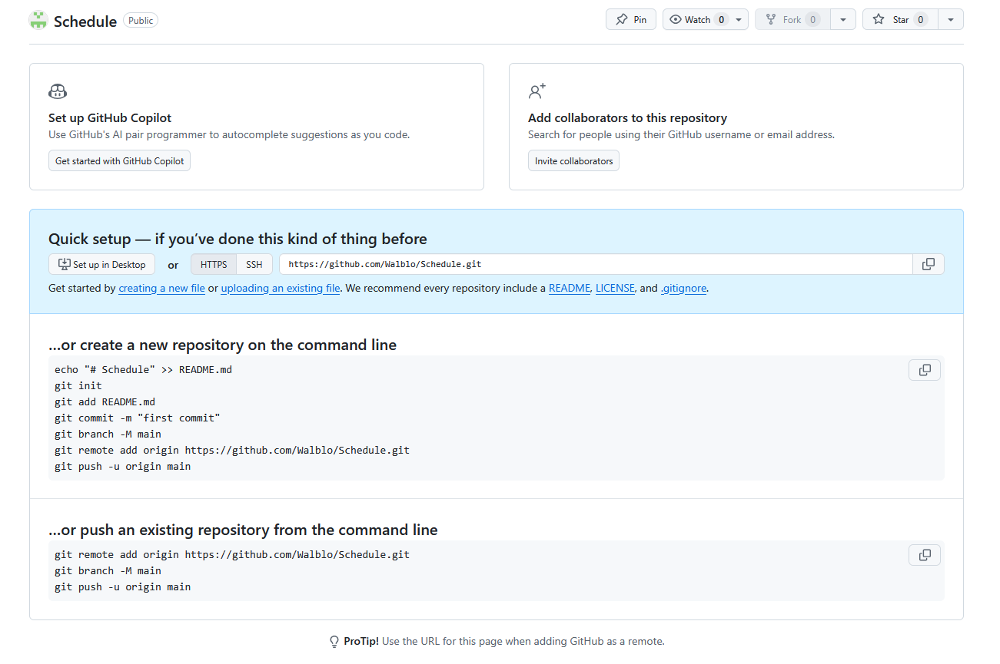 Schedule Public Pin Watch 0 Fork 0 Star 0
Set up GitHub Copilot
Use GitHub's AI pair programmer to autocomplete suggestions as you code.
Get started with GitHub Copilot
Add collaborators to this repository
Search for people using their GitHub username or email address.
Invite collaborators
Quick setup — if you’ve done this kind of thing before
Set up in Desktop or HTTPS SSH https://github.com/Walblo/Schedule.git
Get started by creating a new file or uploading an existing file. We recommend every repository include a README, LICENSE, and .gitignore.
…or create a new repository on the command line
echo "# Schedule" >> README.md
git init
git add README.md
git commit -m "first commit"
git branch -M main
git remote add origin https://github.com/Walblo/Schedule.git
git push -u origin main
…or push an existing repository from the command line
git remote add origin https://github.com/Walblo/Schedule.git
git branch -M main
git push -u origin main
ProTip! Use the URL for this page when adding GitHub as a remote.